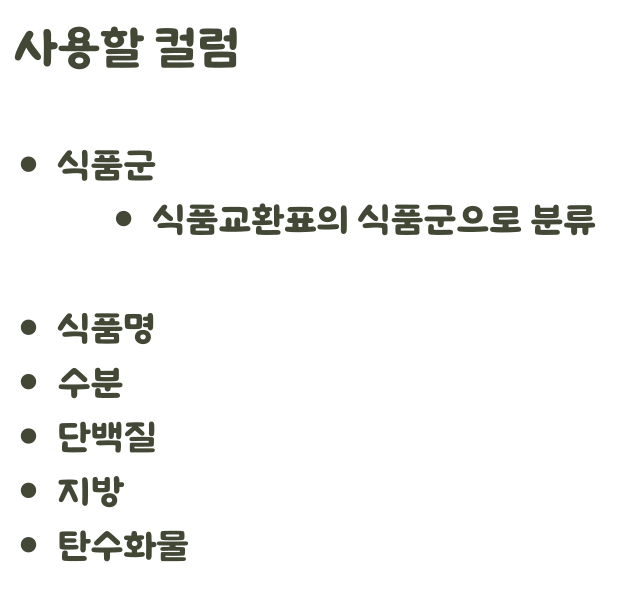 사용할 컬럼
• 식품군
• 식품교환표의 식품군으로 분류
• 식품명
• 수분
• 단백질
• 지방
• 탄수화물